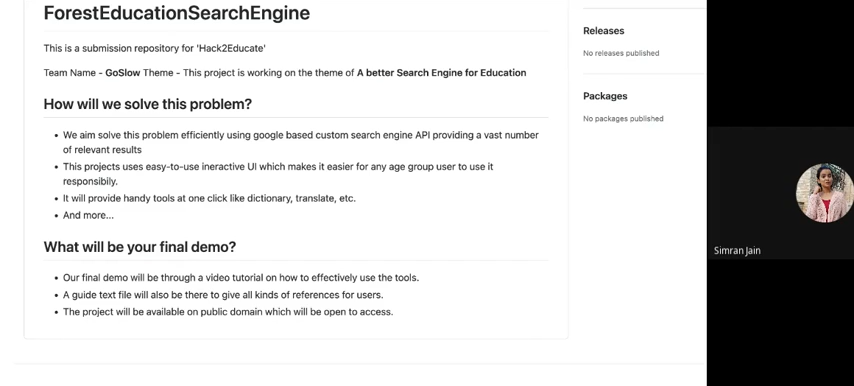 ForestEducationSearchEngine
This is a submission repository for 'Hack2Educate'
Team Name - GoSlow Theme - This project is working on the theme of A better Search Engine for Education
How will we solve this problem?
• We aim solve this problem efficiently using google based custom search engine API providing a vast number
of relevant results
• This projects uses easy-to-use ineractive UI which makes it easier for any age group user to use it
responsibily.
• It will provide handy tools at one click like dictionary, translate, etc.
• And more...
What will be your final demo?
• Our final demo will be through a video tutorial on how to effectively use the tools.
• A guide text file will also be there to give all kinds of references for users.
• The project will be available on public domain which will be open to access.
Releases
No releases published
Packages
No packages published
Simran Jain